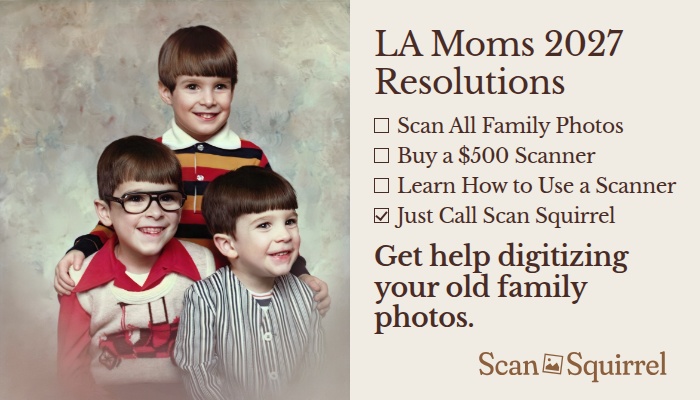 LA Moms 2027
Resolutions
Scan All Family Photos
Buy a $500 Scanner
Learn How to Use a Scanner
Just Call Scan Squirrel
Get help digitizing
your old family
photos.
Scan Squirrel